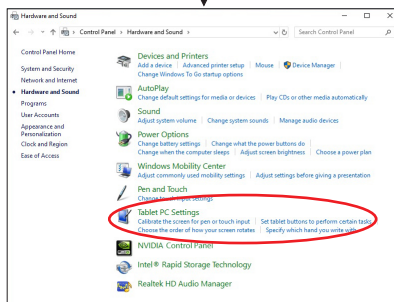 Hardware and Sound
Control Panel > Hardware and Sound >
Search Control Panel
Control Panel Home
System and Security
Network and Internet
Hardware and Sound
Programs
User Accounts
Appearance and
Personalization
Clock and Region
Ease of Access
Devices and Printers
Add a device | Advanced printer setup | Mouse | Device Manager |
Change Windows To Go startup options
AutoPlay
Change default settings for media or devices | Play CDs or other media automatically
Sound
Adjust system volume | Change system sounds | Manage audio devices
Power Options
Change battery settings | Change what the power buttons do |
Change when the computer sleeps | Adjust screen brightness | Choose a power plan
Windows Mobility Center
Adjust commonly used mobility settings | Adjust settings before giving a presentation
Pen and Touch
Change touch input settings
Tablet PC Settings
Calibrate the screen for pen or touch input | Set tablet buttons to perform certain tasks
Choose the order of how your screen rotates | Specify which hand you write with
NVIDIA Control Panel
Intel® Rapid Storage Technology
Realtek HD Audio Manager